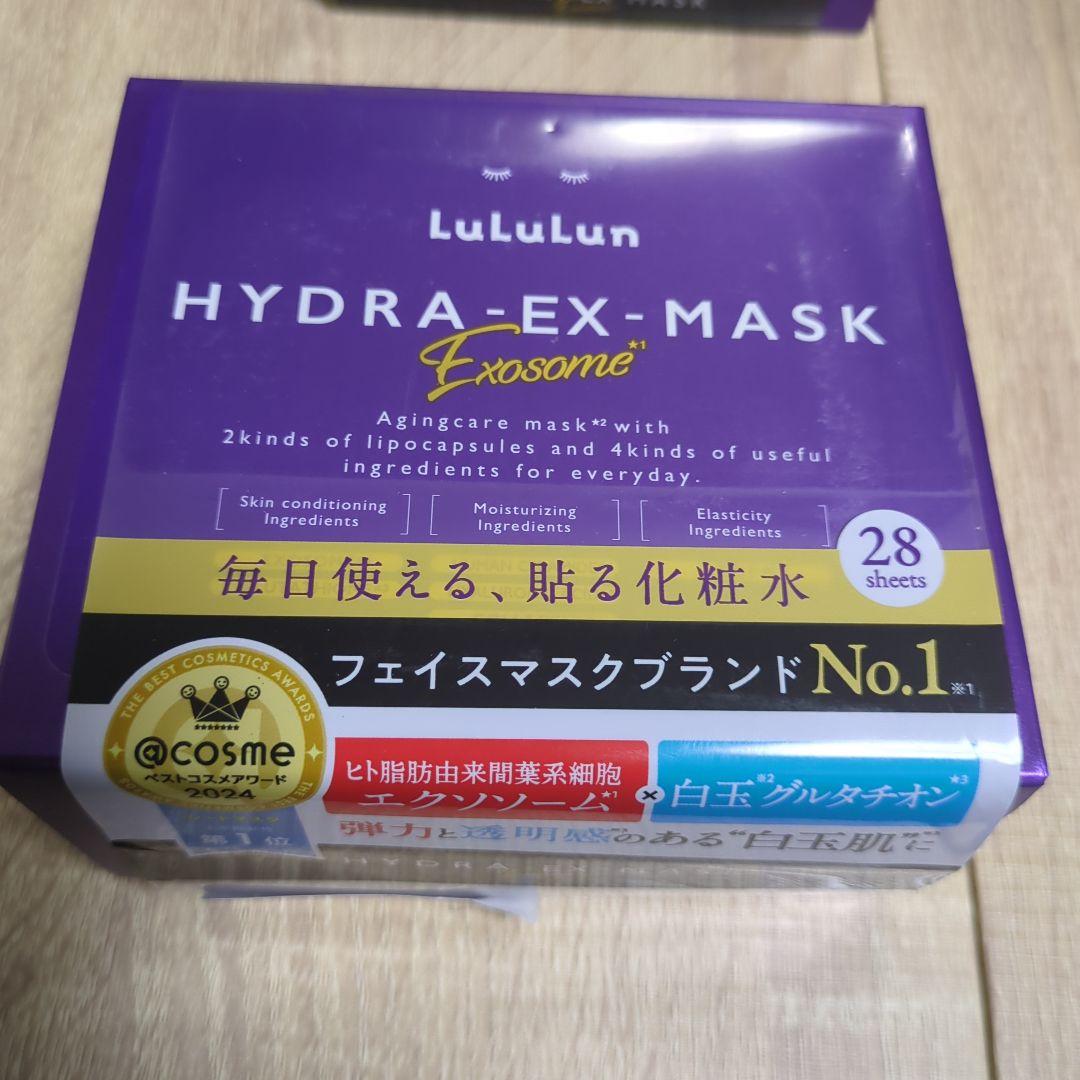 EX MASK
LuLuLun
HYDRA-EX-MASK
Exosome★1
Agingcare mask★2 with
2kinds of lipocapsules and 4kinds of useful
ingredients for everyday.
Skin conditioning
Ingredients
Moisturizing
Ingredients
Elasticity
Ingredients
28
sheets
毎日使える、貼る化粧水
フェイスマスクブランドNo.1※1
THE BEST COSMETICS AWARDS
@cosme
ベストコスメアワード
2024
第1位
ヒト脂肪由来間葉系細胞
エクソソーム★1
×
白玉※2グルタチオン★3
弾力と透明感のある“白玉肌”に
HYDRA-EX-MA